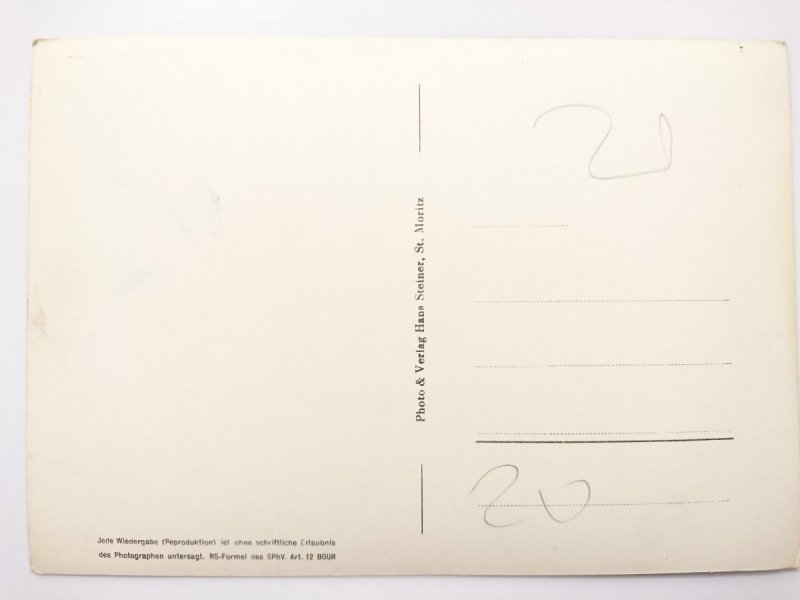 Photo & Verlag Hans Steiner, St. Moritz
20
Jede Wiedergabe (Reproduktion) ist ohne schriftliche Erlaubnis
des Photographen untersagt. RS-Formel des SPhV. Art. 12 BGUR